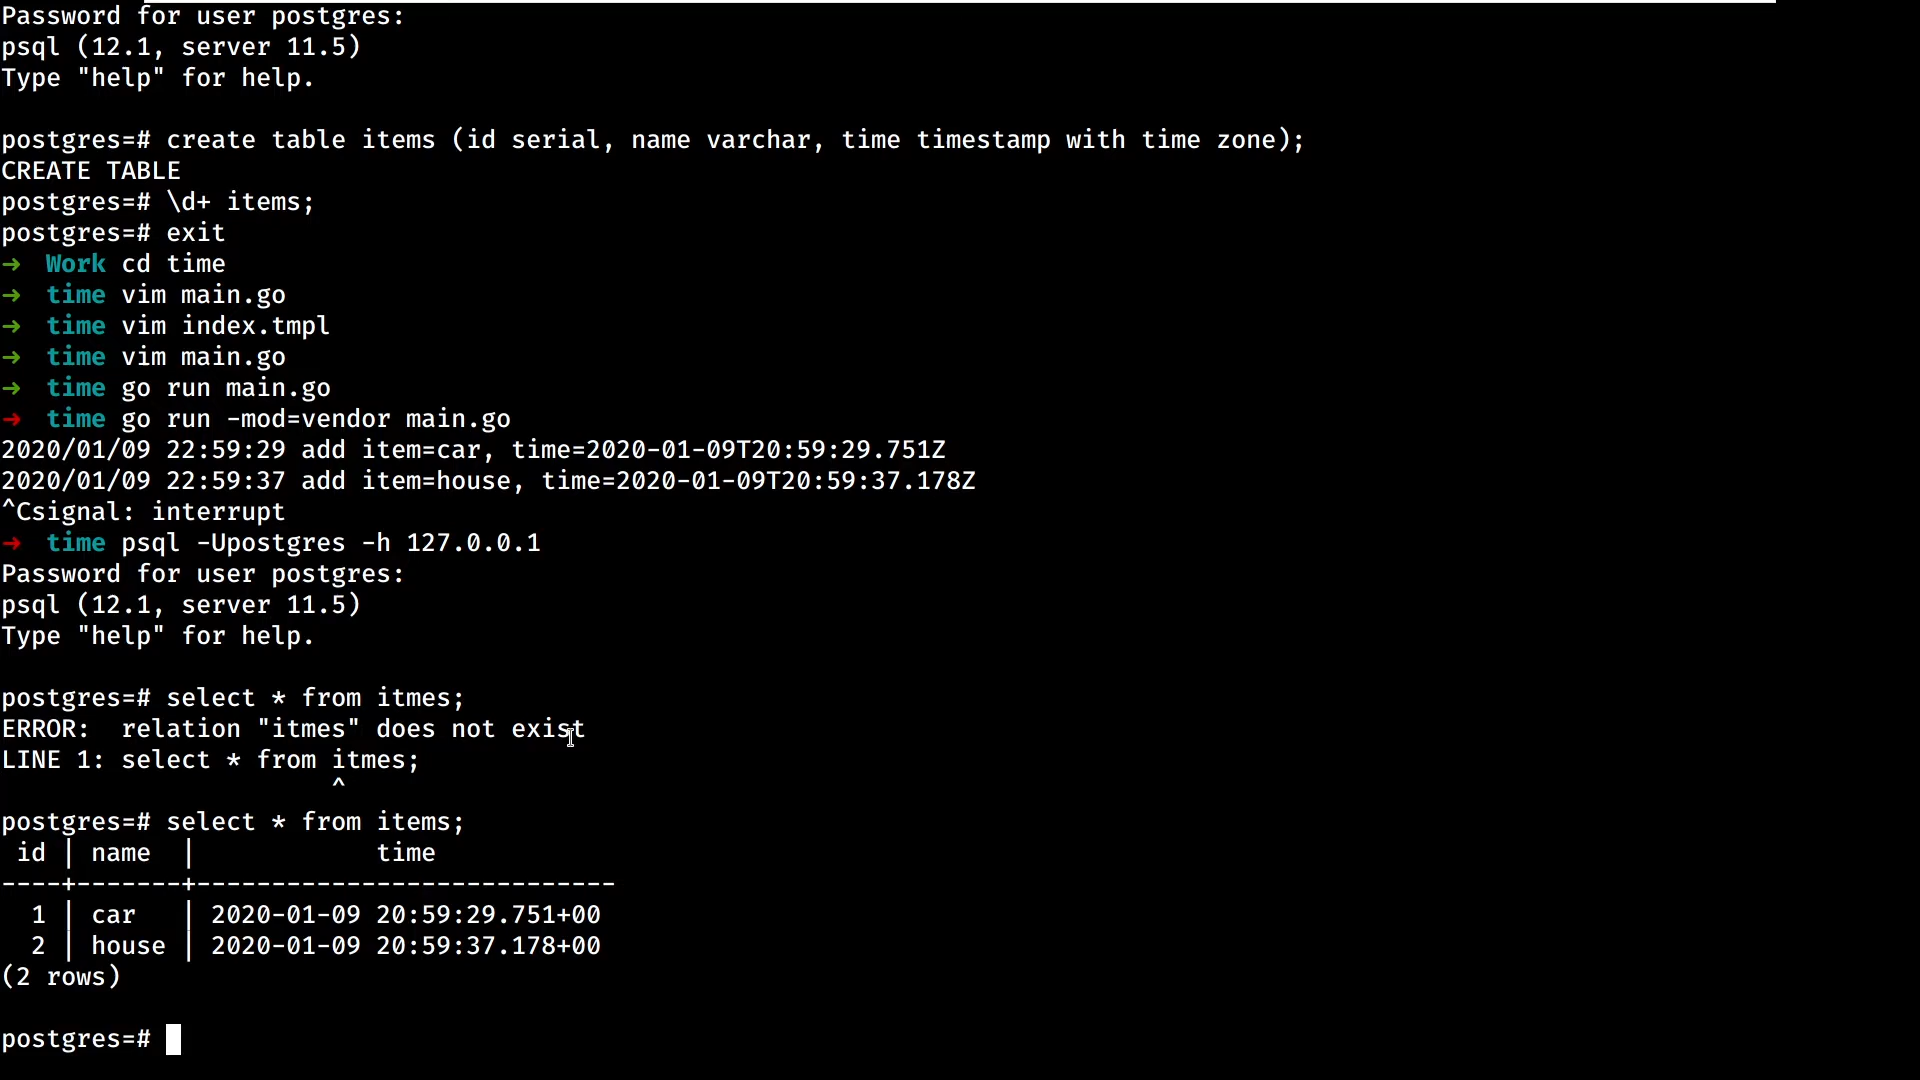 Password for user postgres:
psql (12.1, server 11.5)
Type "help" for help.

postgres=# create table items (id serial, name varchar, time timestamp with time zone);
CREATE TABLE
postgres=# \d+ items;
postgres=# exit
→  Work cd time
→  time vim main.go
→  time vim index.tmpl
→  time vim main.go
→  time go run main.go
→  time go run -mod=vendor main.go
2020/01/09 22:59:29 add item=car, time=2020-01-09T20:59:29.751Z
2020/01/09 22:59:37 add item=house, time=2020-01-09T20:59:37.178Z
^Csignal: interrupt
→  time psql -Upostgres -h 127.0.0.1
Password for user postgres:
psql (12.1, server 11.5)
Type "help" for help.

postgres=# select * from itmes;
ERROR:  relation "itmes" does not exist
LINE 1: select * from itmes;
                      ^
postgres=# select * from items;
 id | name  |            time
----+-------+----------------------------
  1 | car   | 2020-01-09 20:59:29.751+00
  2 | house | 2020-01-09 20:59:37.178+00
(2 rows)

postgres=#